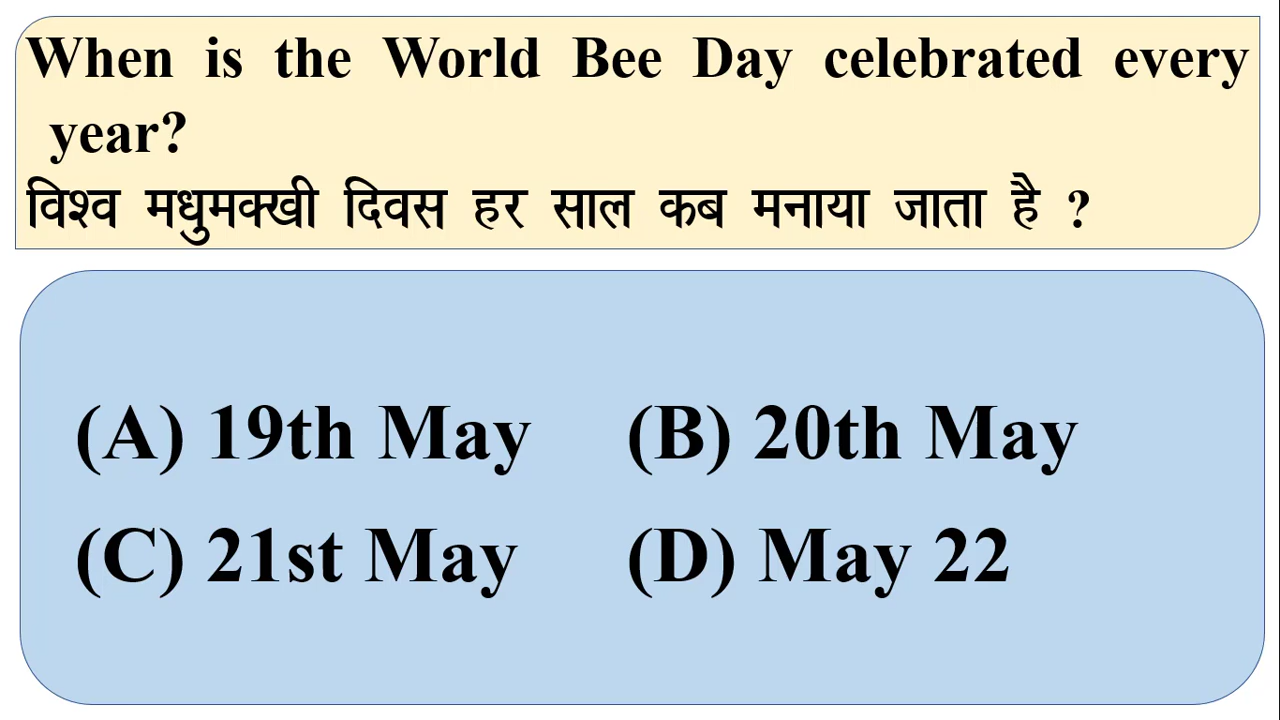 When is the World Bee Day celebrated every
year?
विश्व मधुमक्खी दिवस हर साल कब मनाया जाता है ?
(A) 19th May (B) 20th May
(C) 21st May (D) May 22